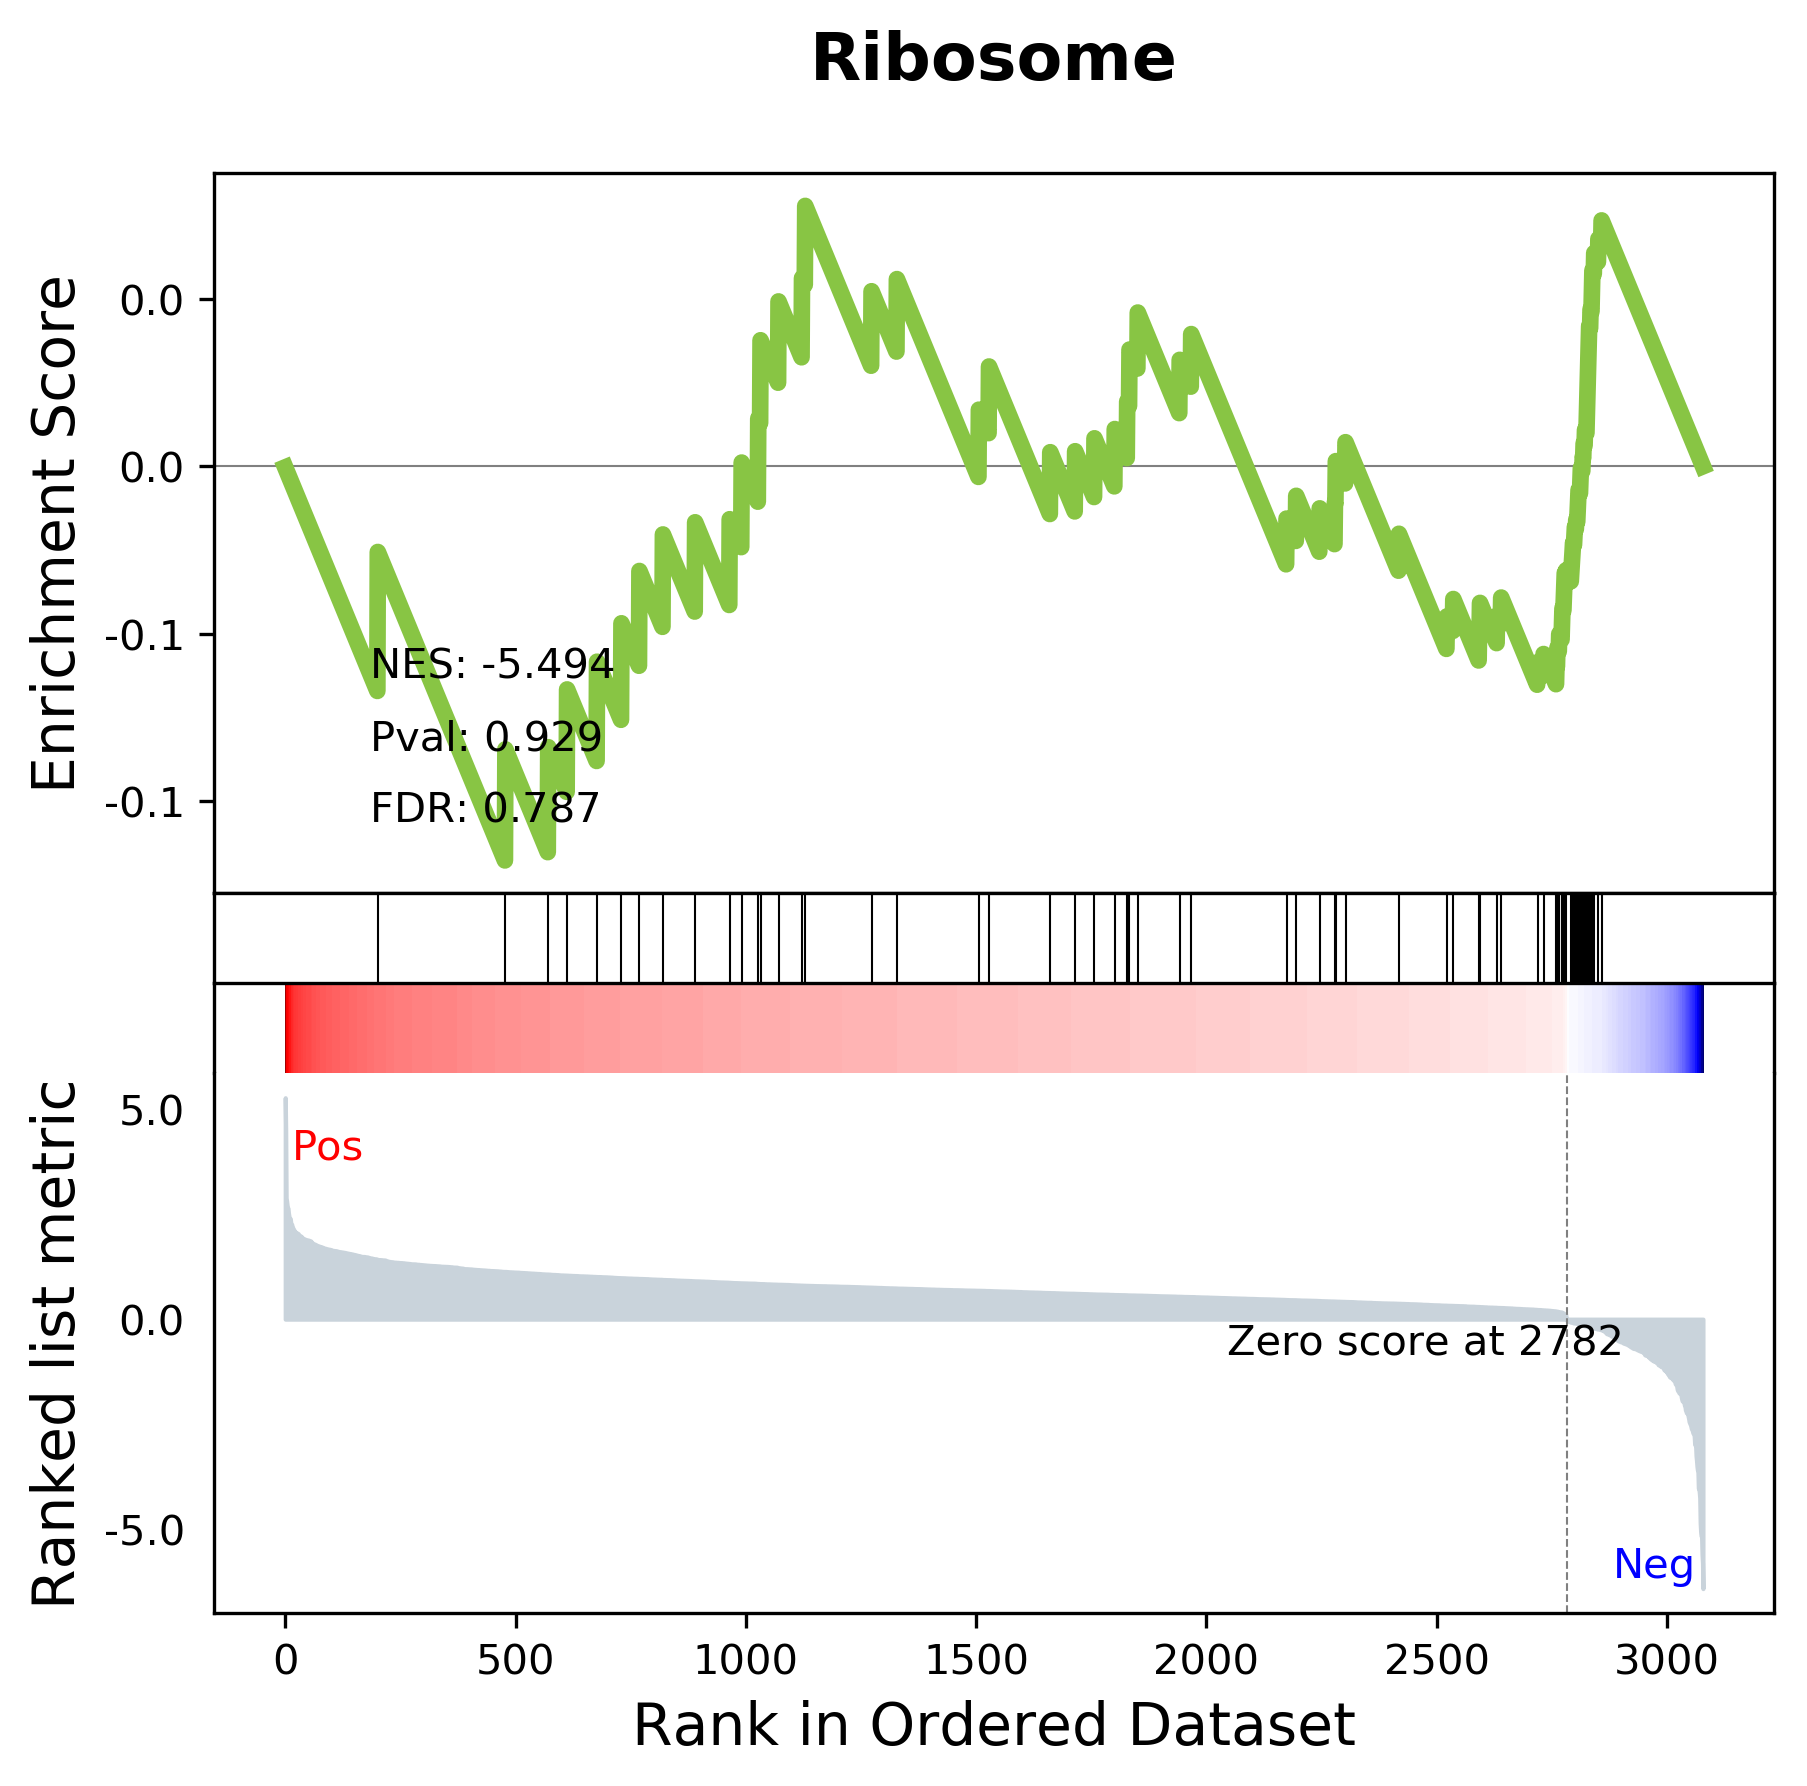 Ribosome
Enrichment Score
0.0
0.0
-0.1
-0.1
NES: -5.494
Pval: 0.929
FDR: 0.787
Ranked list metric
5.0
0.0
-5.0
Pos
Zero score at 2782
Neg
0 500 1000 1500 2000 2500 3000
Rank in Ordered Dataset